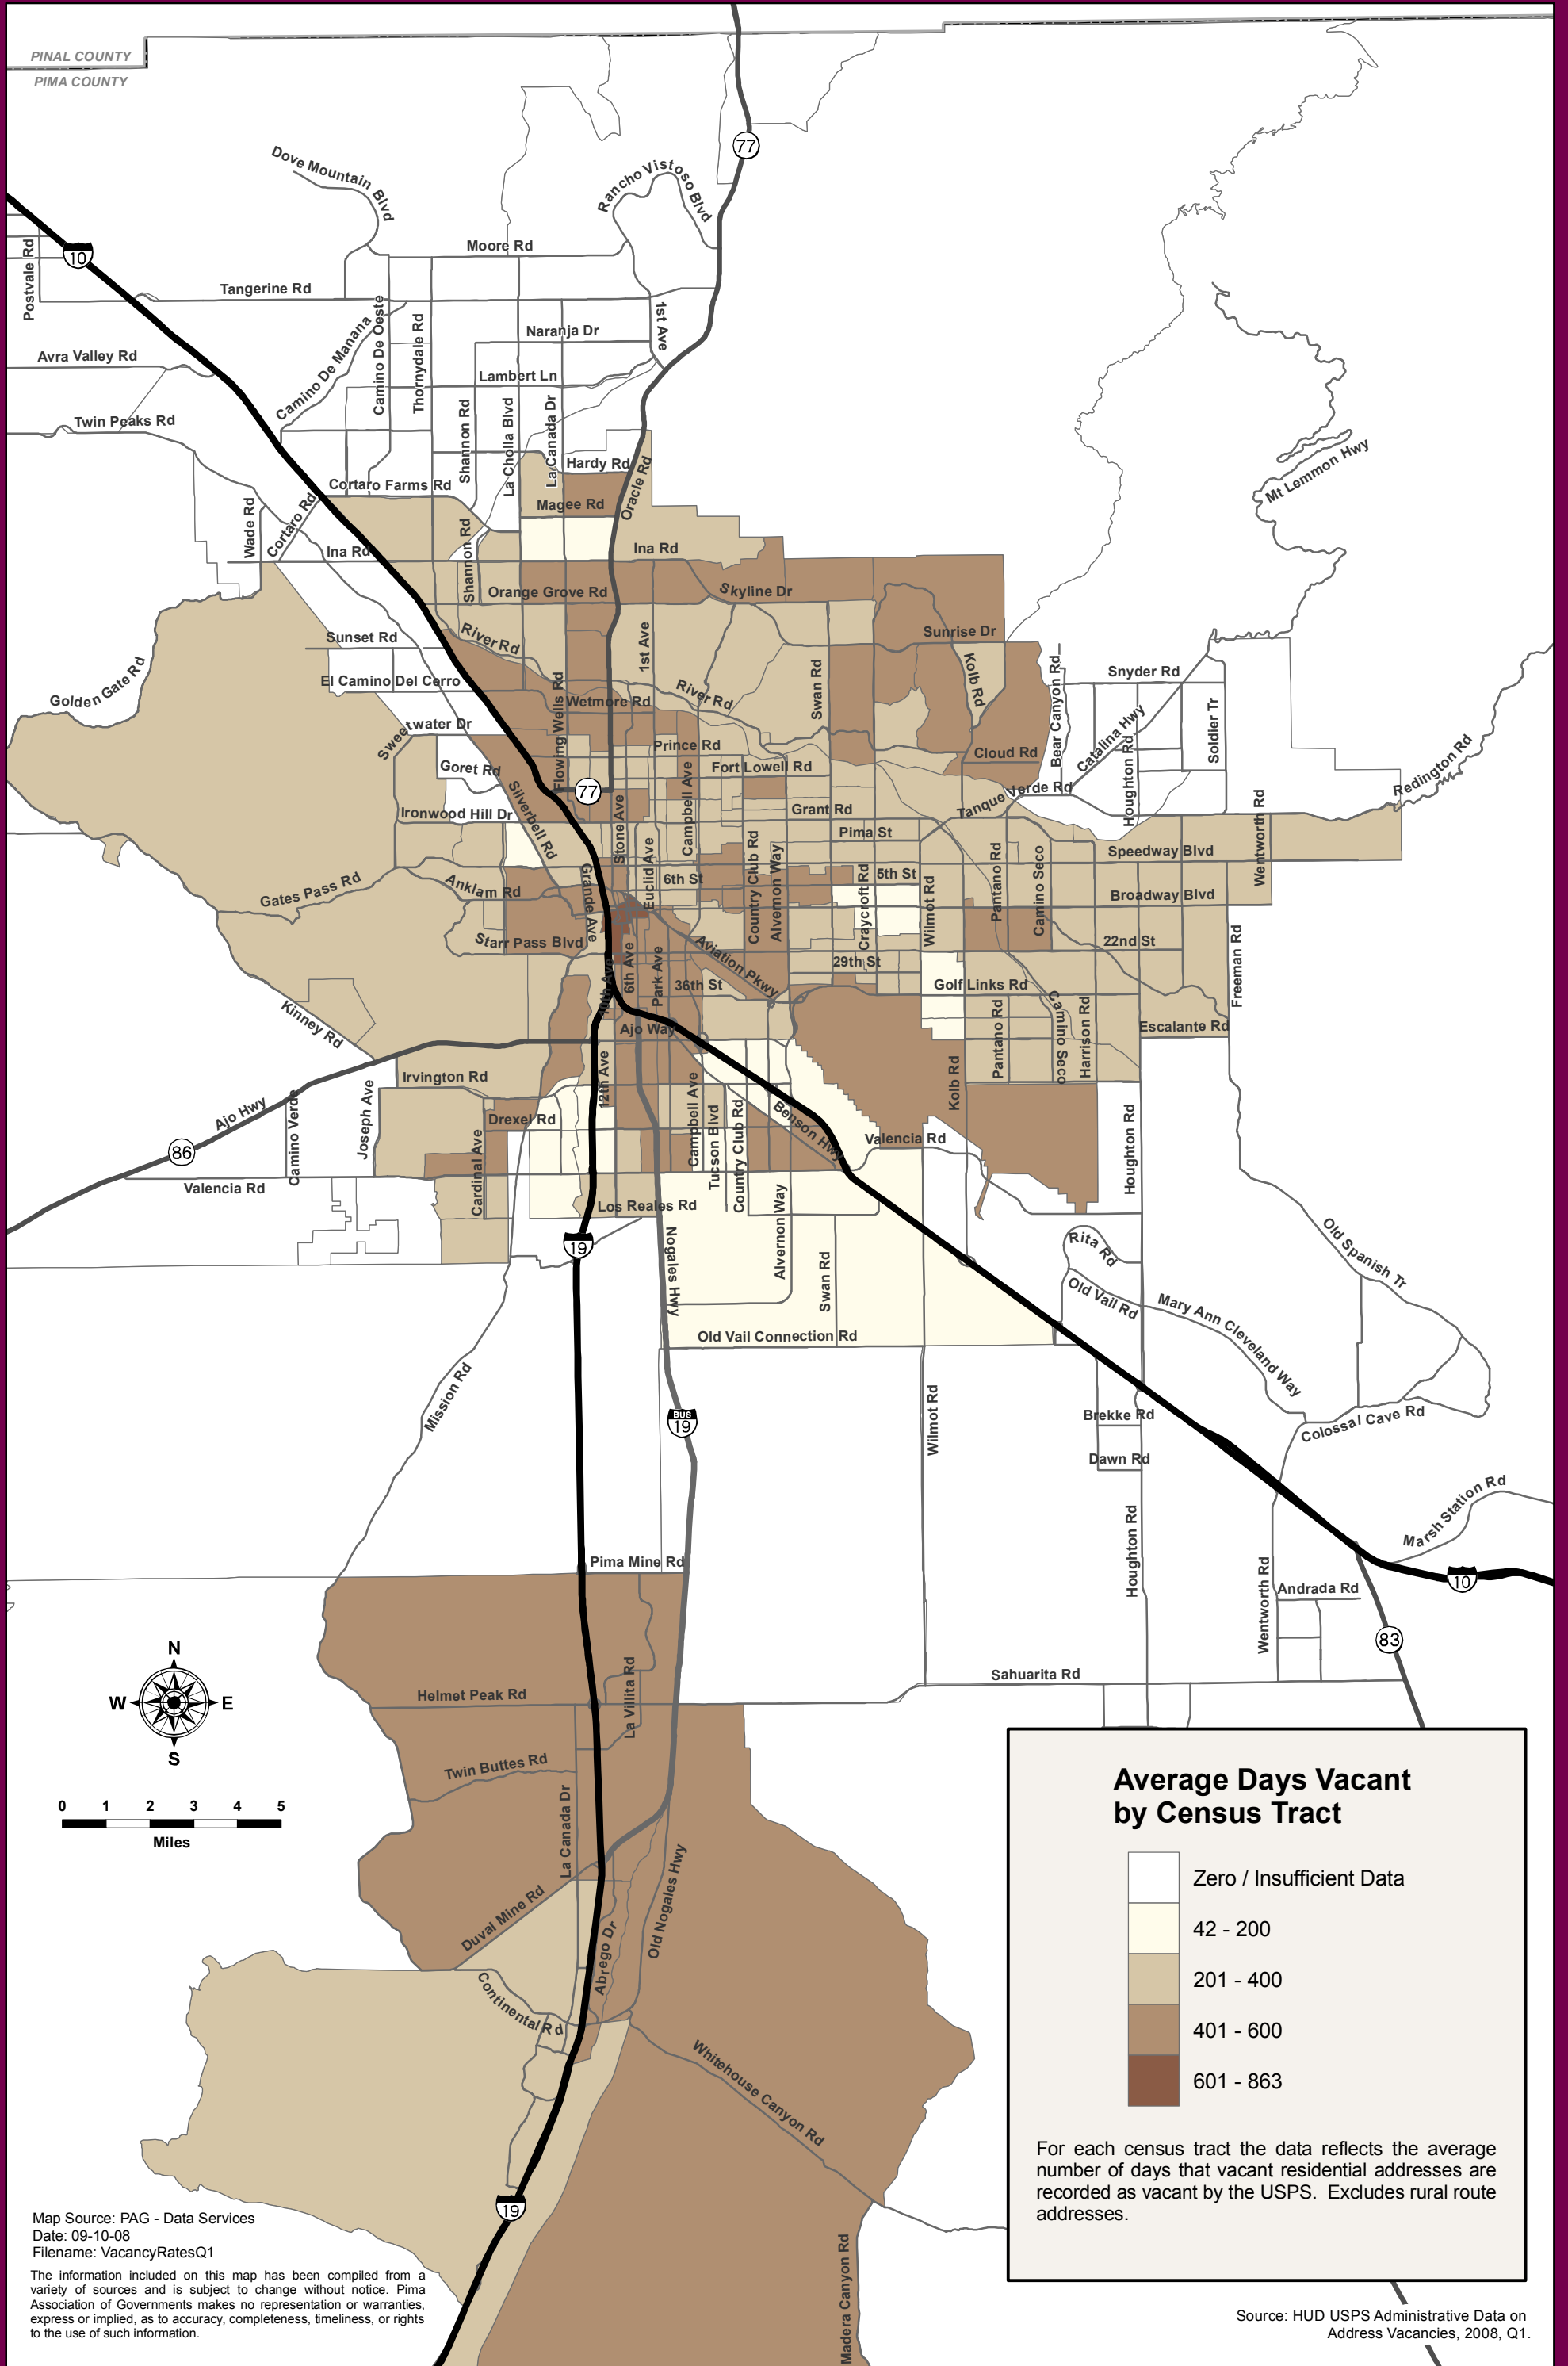 PINAL COUNTY
PIMA COUNTY
77
Dove Mountain Blvd
Rancho Vistoso Blvd
Moore Rd
10
Postvale Rd
Tangerine Rd
Camino De Manana
Camino De Oeste
Thornydale Rd
Naranja Dr
1st Ave
Avra Valley Rd
Lambert Ln
Shannon Rd
La Cholla Blvd
La Canada Dr
Twin Peaks Rd
Hardy Rd
Oracle Rd
Mt Lemmon Hwy
Cortaro Farms Rd
Magee Rd
Wade Rd
Cortaro Rd
Ina Rd
Shannon Rd
Ina Rd
Orange Grove Rd
Skyline Dr
Sunset Rd
River Rd
1st Ave
Sunrise Dr
Golden Gate Rd
El Camino Del Cerro
Flowing Wells Rd
Wetmore Rd
River Rd
Swan Rd
Kolb Rd
Bear Canyon Rd
Snyder Rd
Catalina Hwy
Soldier Tr
Sweetwater Dr
Prince Rd
Cloud Rd
Houghton Rd
Redington Rd
Goret Rd
Fort Lowell Rd
Silverbell Rd
77
Campbell Ave
Tanque Verde Rd
Ironwood Hill Dr
Stone Ave
Grant Rd
Pima St
Wentworth Rd
Speedway Blvd
Euclid Ave
Country Club Rd
Alvernon Way
Pantano Rd
Camino Seco
Gates Pass Rd
Anklam Rd
Grande Ave
6th St
Craycroft Rd
5th St
Wilmot Rd
Broadway Blvd
Starr Pass Blvd
22nd St
Freeman Rd
6th Ave
Park Ave
Aviation Pkwy
29th St
10th Ave
36th St
Golf Links Rd
Kinney Rd
Ajo Way
Pantano Rd
Camino Seco
Harrison Rd
Escalante Rd
Irvington Rd
12th Ave
Kolb Rd
Ajo Hwy
Camino Verde
Joseph Ave
Cardinal Ave
Drexel Rd
Campbell Ave
Tucson Blvd
Country Club Rd
Benson Hwy
Valencia Rd
Houghton Rd
86
Valencia Rd
Los Reales Rd
Alvernon Way
19
Nogales Hwy
Swan Rd
Rita Rd
Old Spanish Tr
Old Vail Rd
Mary Ann Cleveland Way
Old Vail Connection Rd
Mission Rd
BUS
19
Wilmot Rd
Brekke Rd
Colossal Cave Rd
Dawn Rd
Marsh Station Rd
Houghton Rd
Pima Mine Rd
10
Wentworth Rd
Andrada Rd
83
N
W
E
S
La Villita Rd
Sahuarita Rd
Helmet Peak Rd
Twin Buttes Rd
0 1 2 3 4 5
Miles
La Canada Dr
Old Nogales Hwy
Duval Mine Rd
Abrego Dr
Continental Rd
Whitehouse Canyon Rd
19
Madera Canyon Rd
Average Days Vacant
by Census Tract
Zero / Insufficient Data
42 - 200
201 - 400
401 - 600
601 - 863
For each census tract the data reflects the average
number of days that vacant residential addresses are
recorded as vacant by the USPS. Excludes rural route
addresses.
Map Source: PAG - Data Services
Date: 09-10-08
Filename: VacancyRatesQ1
The information included on this map has been compiled from a
variety of sources and is subject to change without notice. Pima
Association of Governments makes no representation or warranties,
express or implied, as to accuracy, completeness, timeliness, or rights
to the use of such information.
Source: HUD USPS Administrative Data on
Address Vacancies, 2008, Q1.